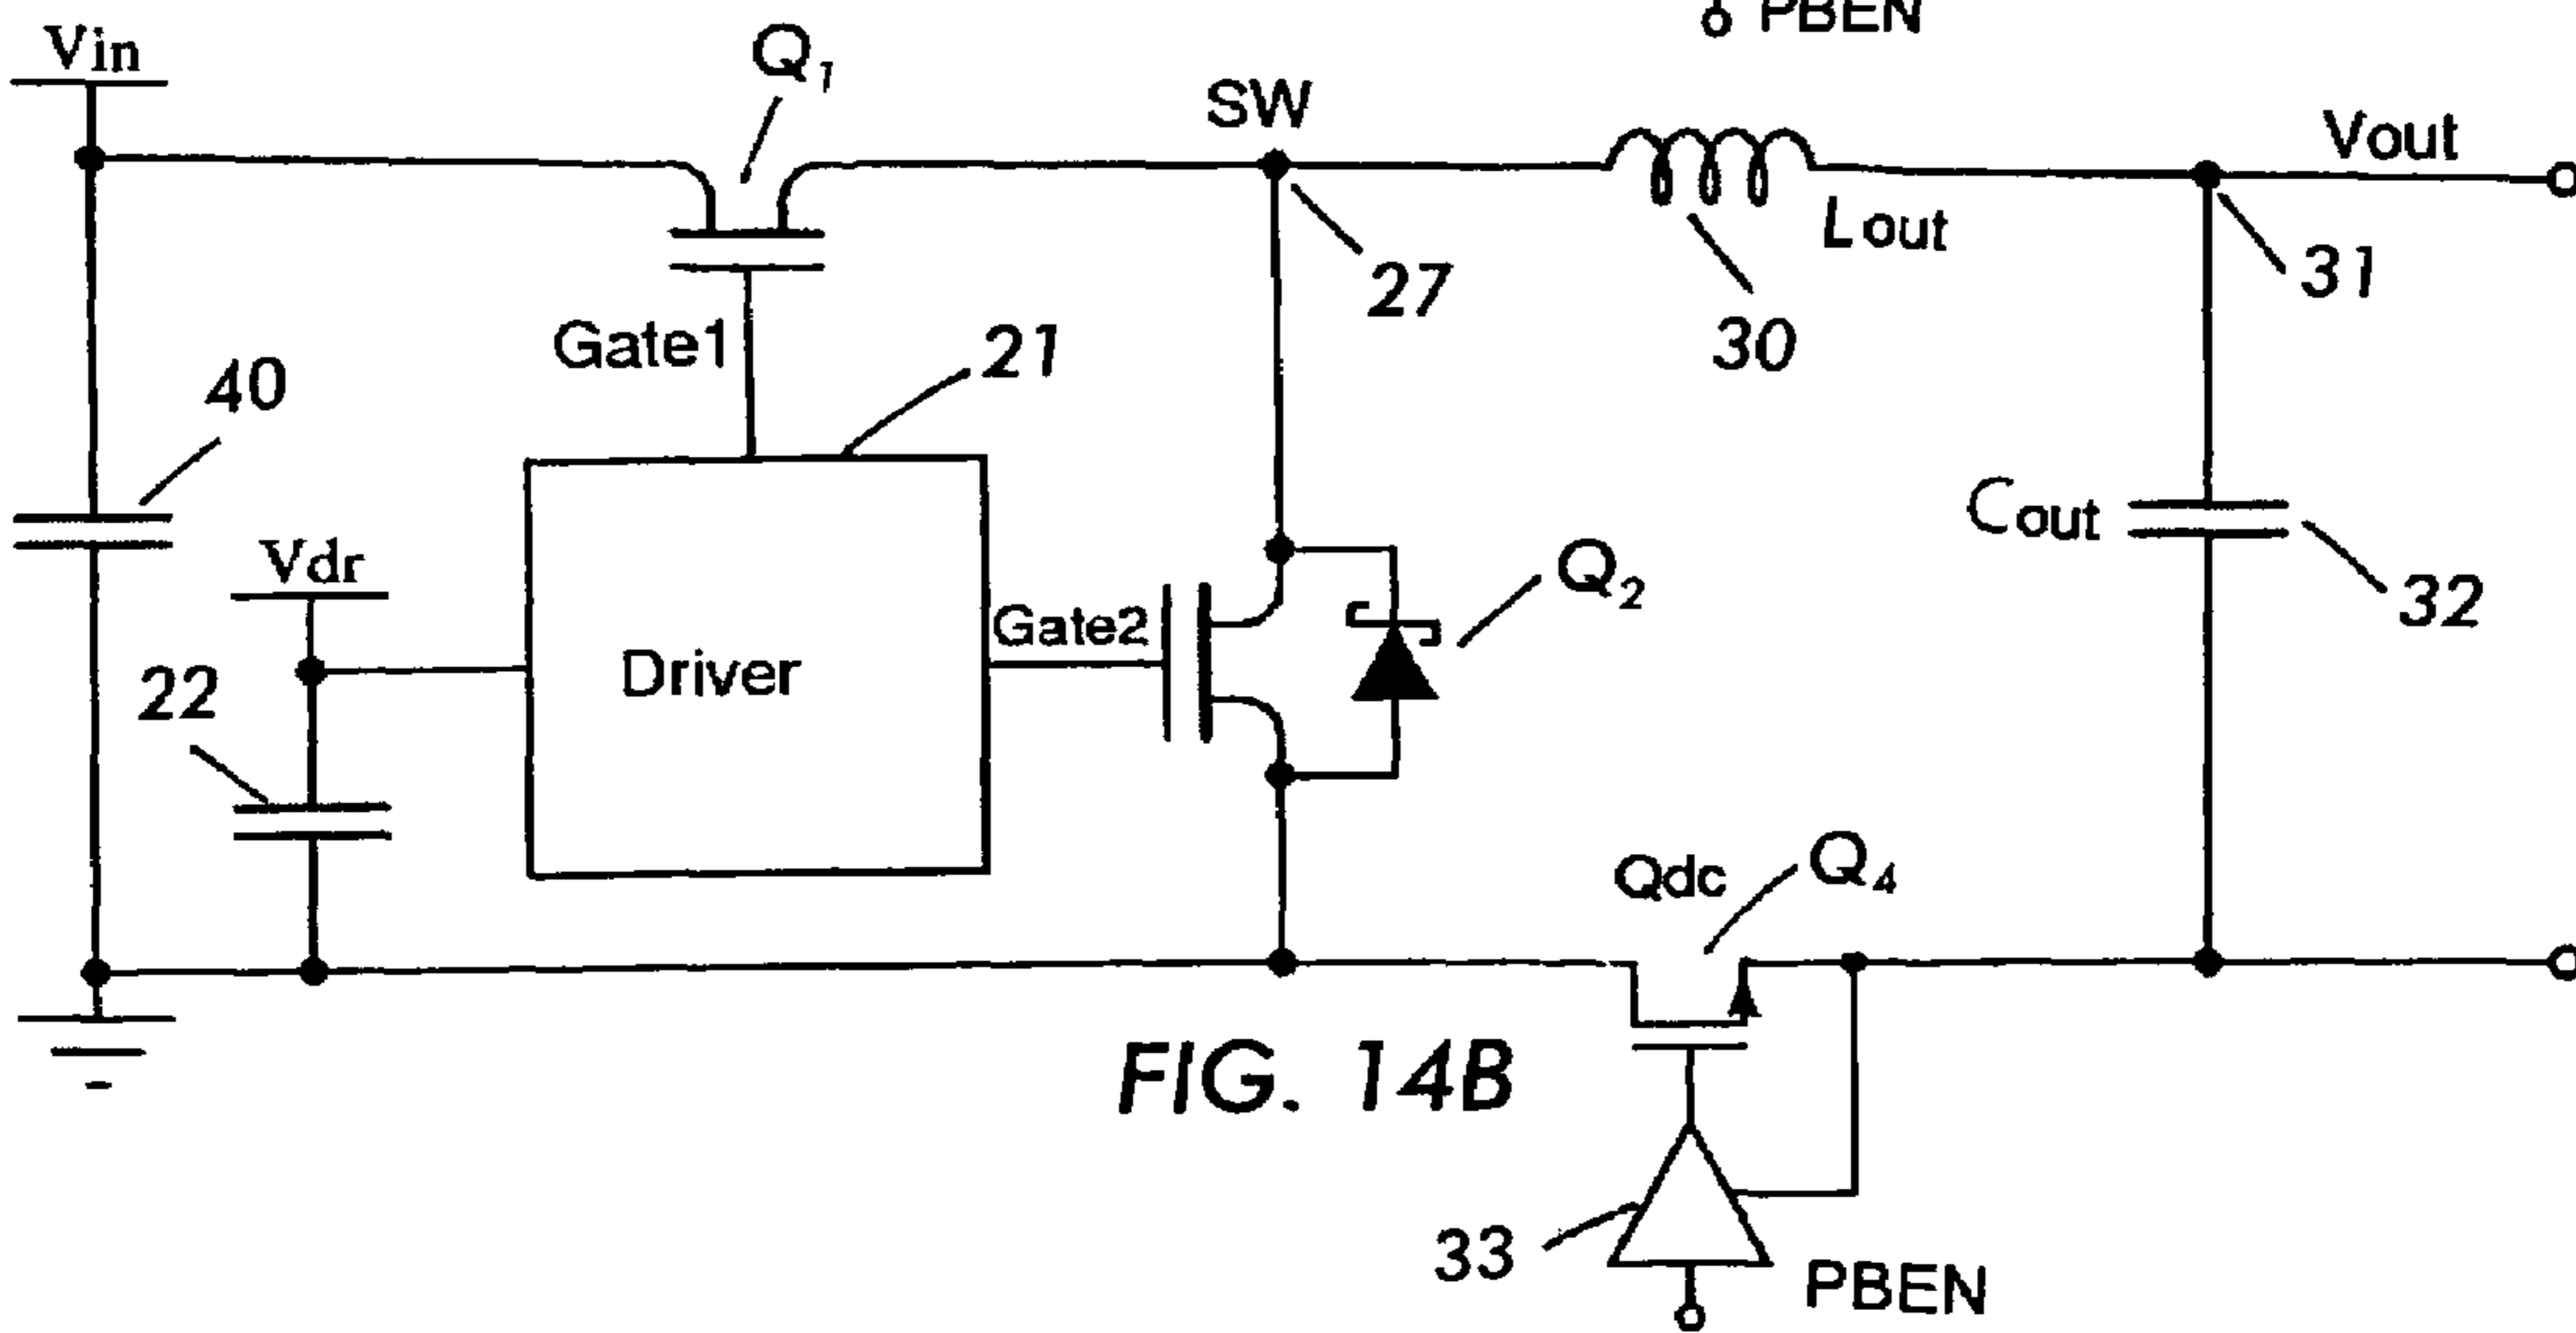 PBEN
Vin
Q1
SW
Vout
Lout
27
31
30
Gate1
21
40
Cout
32
Vdr
Q2
Gate2
22
Driver
Qdc
Q4
FIG. 14B
33
PBEN